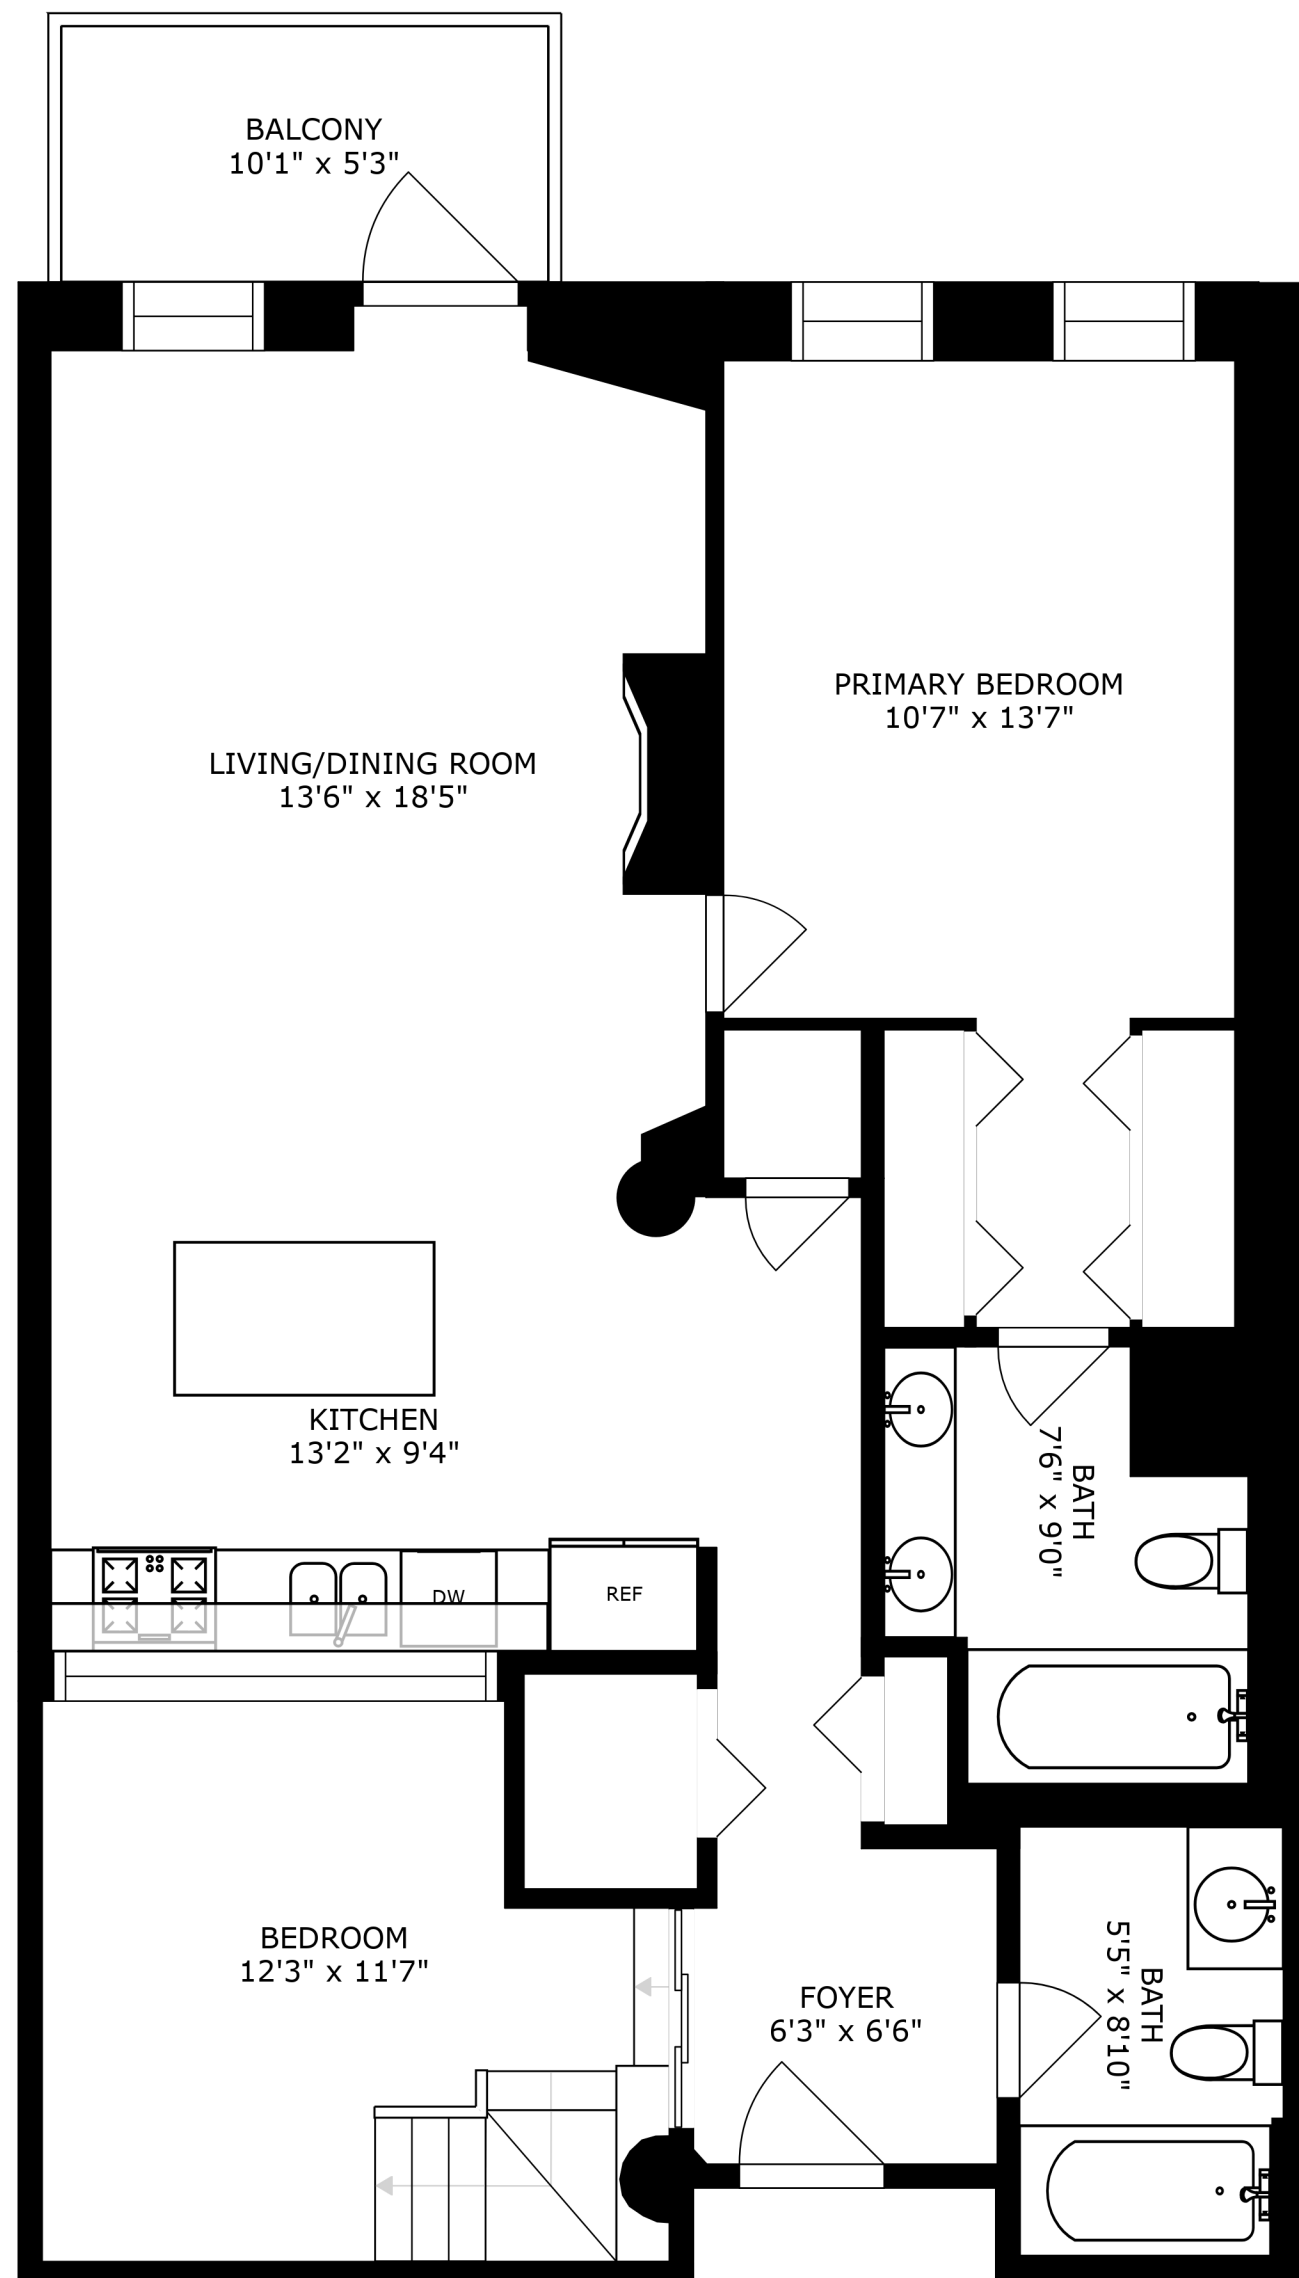 BALCONY
10'1" x 5'3"
PRIMARY BEDROOM
10'7" x 13'7"
LIVING/DINING ROOM
13'6" x 18'5"
KITCHEN
13'2" x 9'4"
BATH
7'6" x 9'0"
DW
REF
BEDROOM
12'3" x 11'7"
FOYER
6'3" x 6'6"
BATH
5'5" x 8'10"